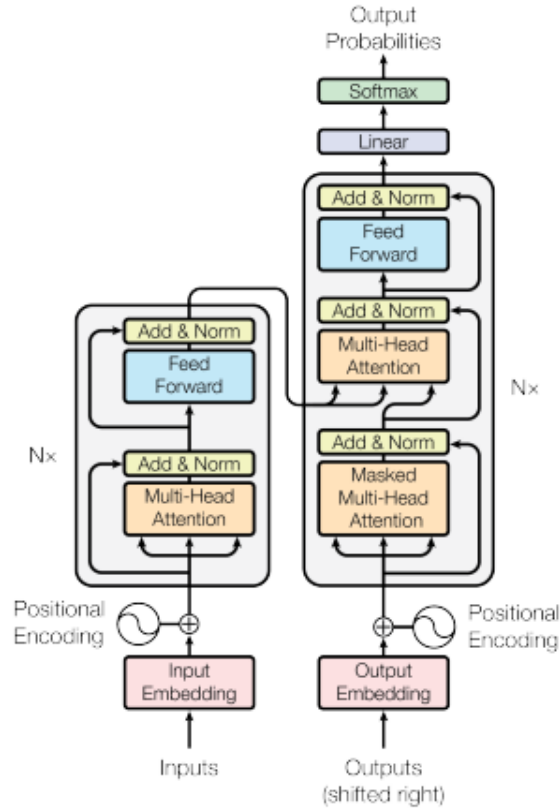 Output
Probabilities
Softmax
Linear
Add & Norm
Feed
Forward
Add & Norm
Multi-Head
Attention
Nx
Add & Norm
Masked
Multi-Head
Attention
Add & Norm
Feed
Forward
Nx
Add & Norm
Multi-Head
Attention
Positional
Encoding
Positional
Encoding
Input
Embedding
Output
Embedding
Inputs
Outputs
(shifted right)